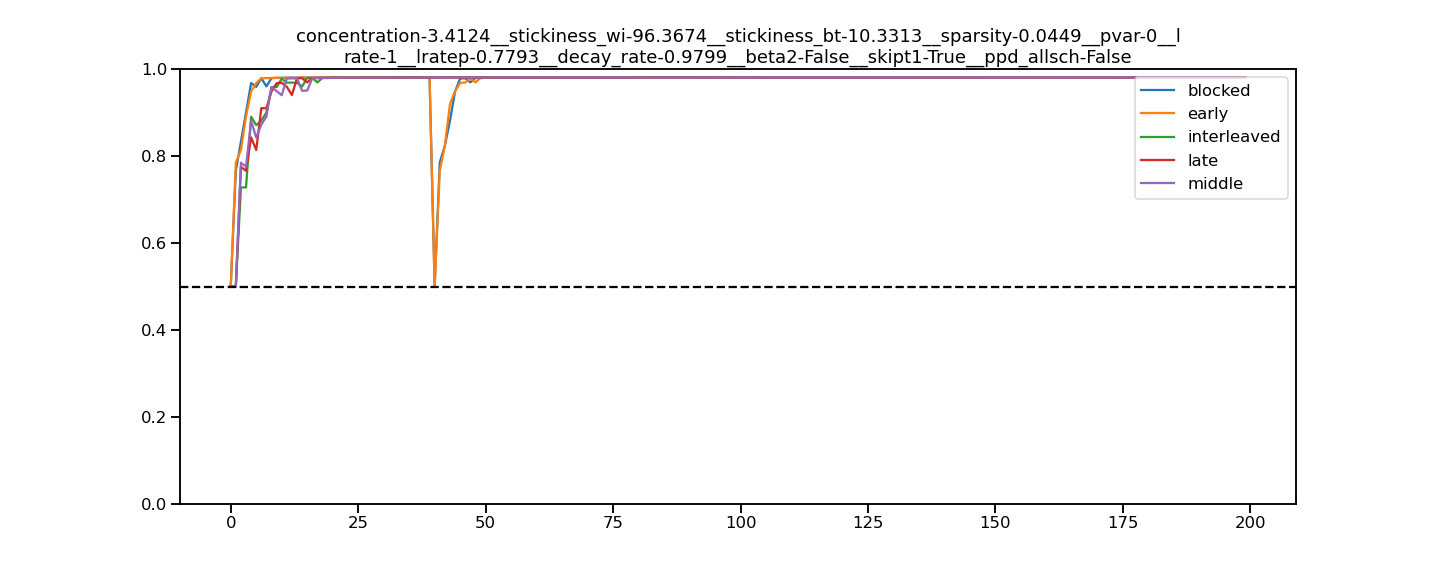 concentration-3.4124__stickiness_wi-96.3674__stickiness_bt-10.3313__sparsity-0.0449__pvar-0__l
rate-1__lratep-0.7793__decay_rate-0.9799__beta2-False__skipt1-True__ppd_allsch-False
1.0
0.8
0.6
0.4
0.2
0.0
blocked
early
interleaved
late
middle
0 25 50 75 100 125 150 175 200